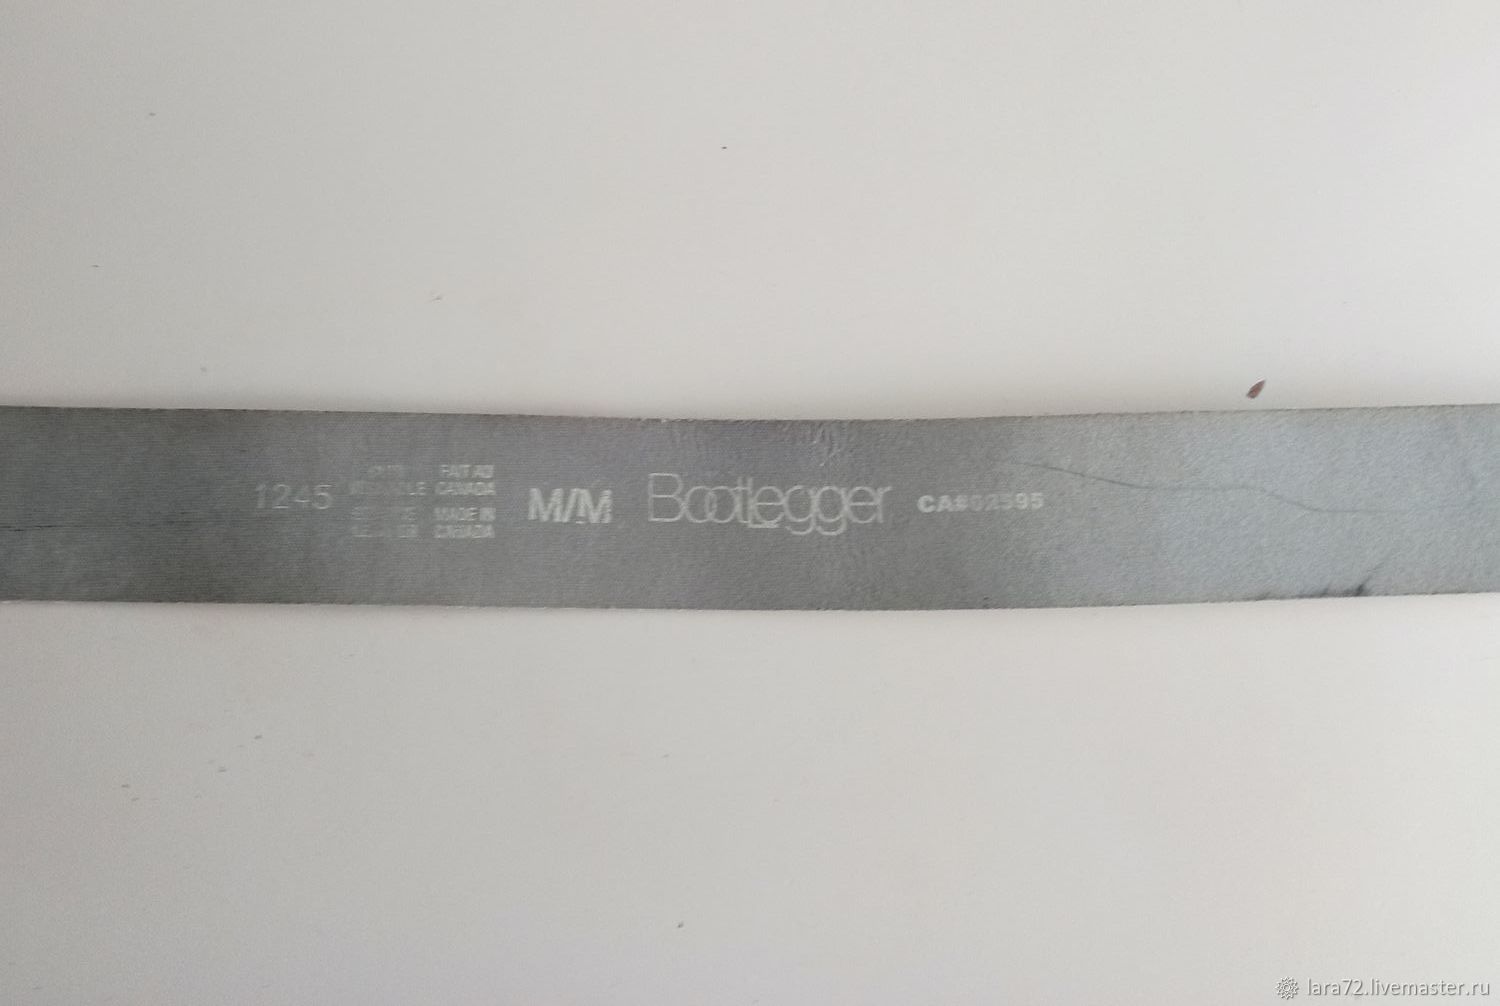 1245
FAIT AU
CANADA
MADE IN
CANADA
M/M
Bootlegger
lara72.livemaster.ru